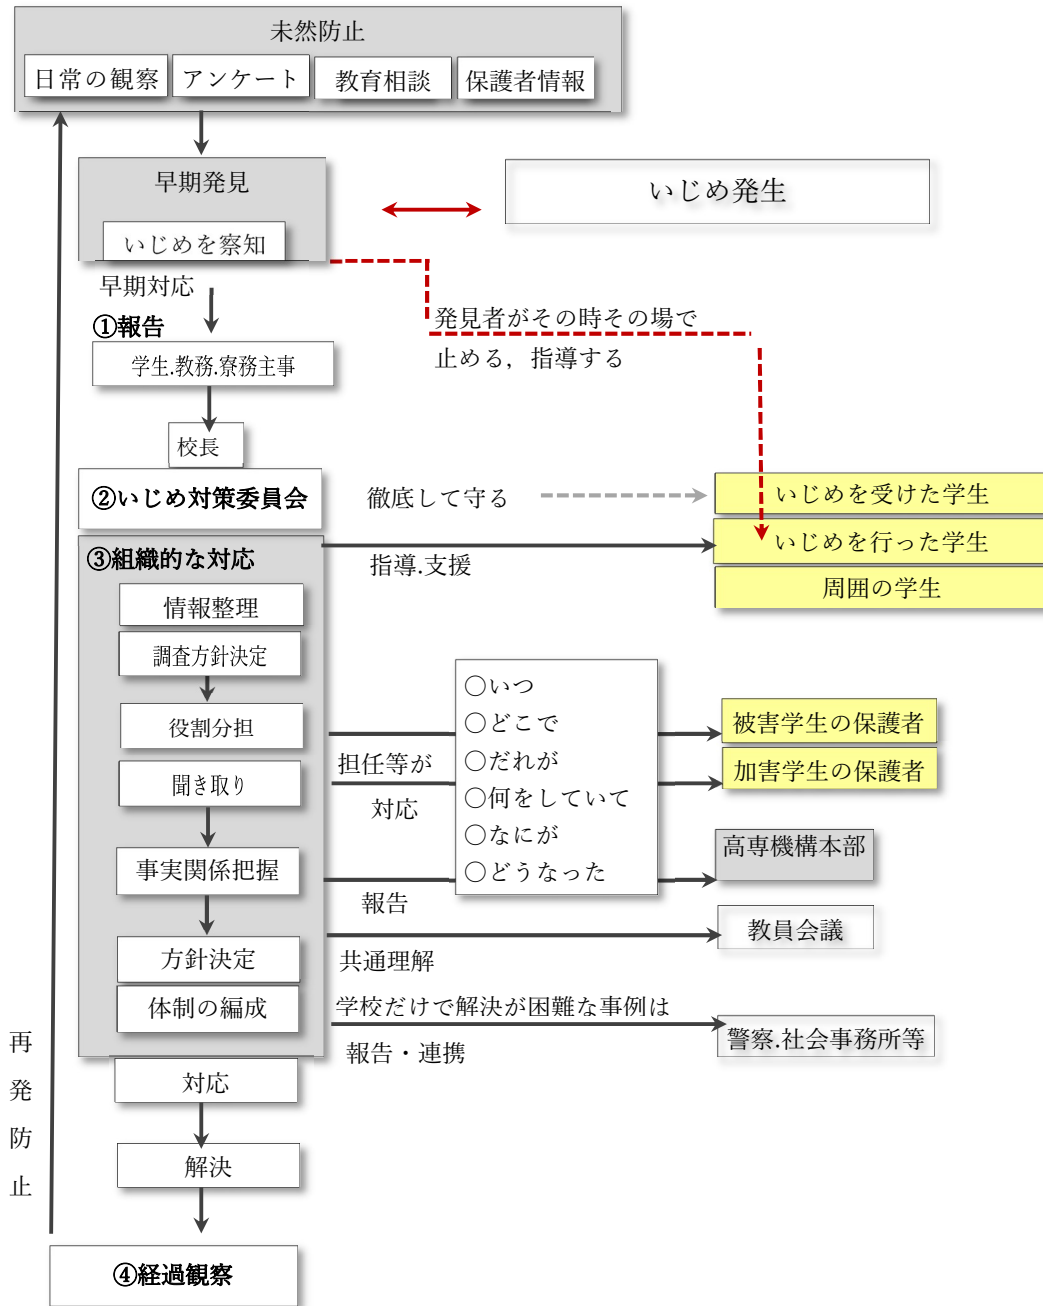 未然防止
日常の観察
アンケート
教育相談
保護者情報
早期発見
いじめを察知
いじめ発生
早期対応
①報告
学生.教務.寮務主事
発見者がその時その場で
止める，指導する
校長
②いじめ対策委員会
徹底して守る
いじめを受けた学生
③組織的な対応
指導.支援
いじめを行った学生
周囲の学生
情報整理
調査方針決定
役割分担
聞き取り
事実関係把握
方針決定
体制の編成
担任等が
対応
○いつ
○どこで
○だれが
○何をしていて
○なにが
○どうなった
被害学生の保護者
加害学生の保護者
高専機構本部
報告
教員会議
共通理解
学校だけで解決が困難な事例は
報告・連携
警察.社会事務所等
対応
解決
④経過観察
再
発
防
止